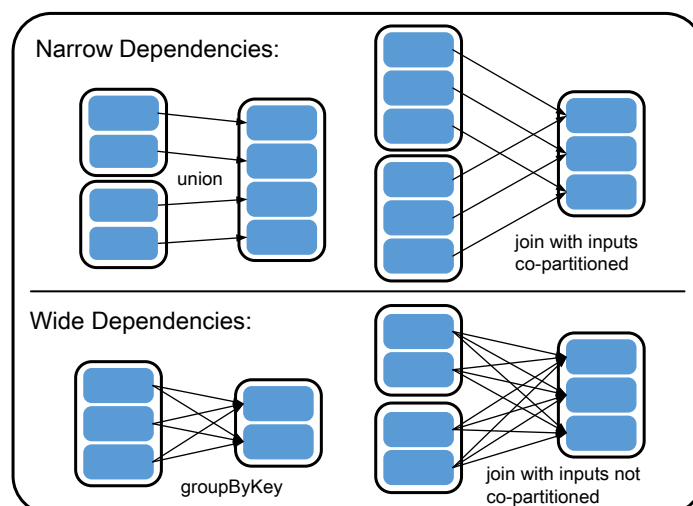 Narrow Dependencies:
union
join with inputs
co-partitioned
Wide Dependencies:
groupByKey
join with inputs not
co-partitioned